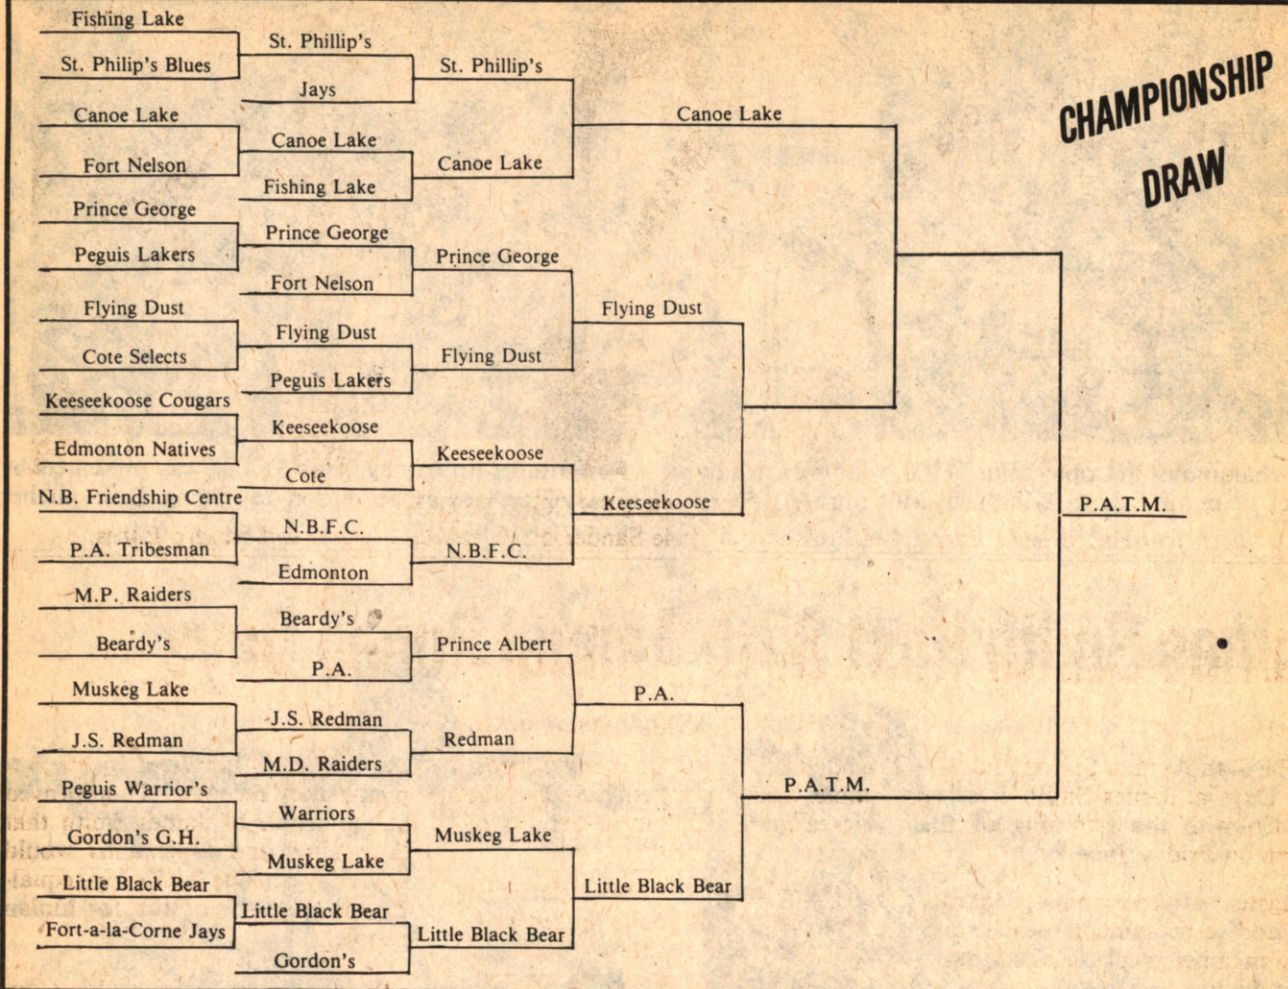 CHAMPIONSHIP
DRAW
Fishing Lake
St. Philip's Blues
Canoe Lake
Fort Nelson
Prince George
Peguis Lakers
Flying Dust
Cote Selects
Keeseekoose Cougars
Edmonton Natives
N.B. Friendship Centre
P.A. Tribesman
M.P. Raiders
Beardy's
Muskeg Lake
J.S. Redman
Peguis Warrior's
Gordon's G.H.
Little Black Bear
Fort-a-la-Corne Jays
St. Phillip's
Jays
Canoe Lake
Fishing Lake
Prince George
Fort Nelson
Flying Dust
Peguis Lakers
Keeseekoose
Cote
N.B.F.C.
Edmonton
Beardy's
P.A.
J.S. Redman
M.D. Raiders
Warriors
Muskeg Lake
Little Black Bear
Gordon's
St. Phillip's
Canoe Lake
Prince George
Flying Dust
Keeseekoose
N.B.F.C.
Prince Albert
Redman
Muskeg Lake
Little Black Bear
Canoe Lake
Flying Dust
Keeseekoose
P.A.
Little Black Bear
P.A.T.M.
P.A.T.M.